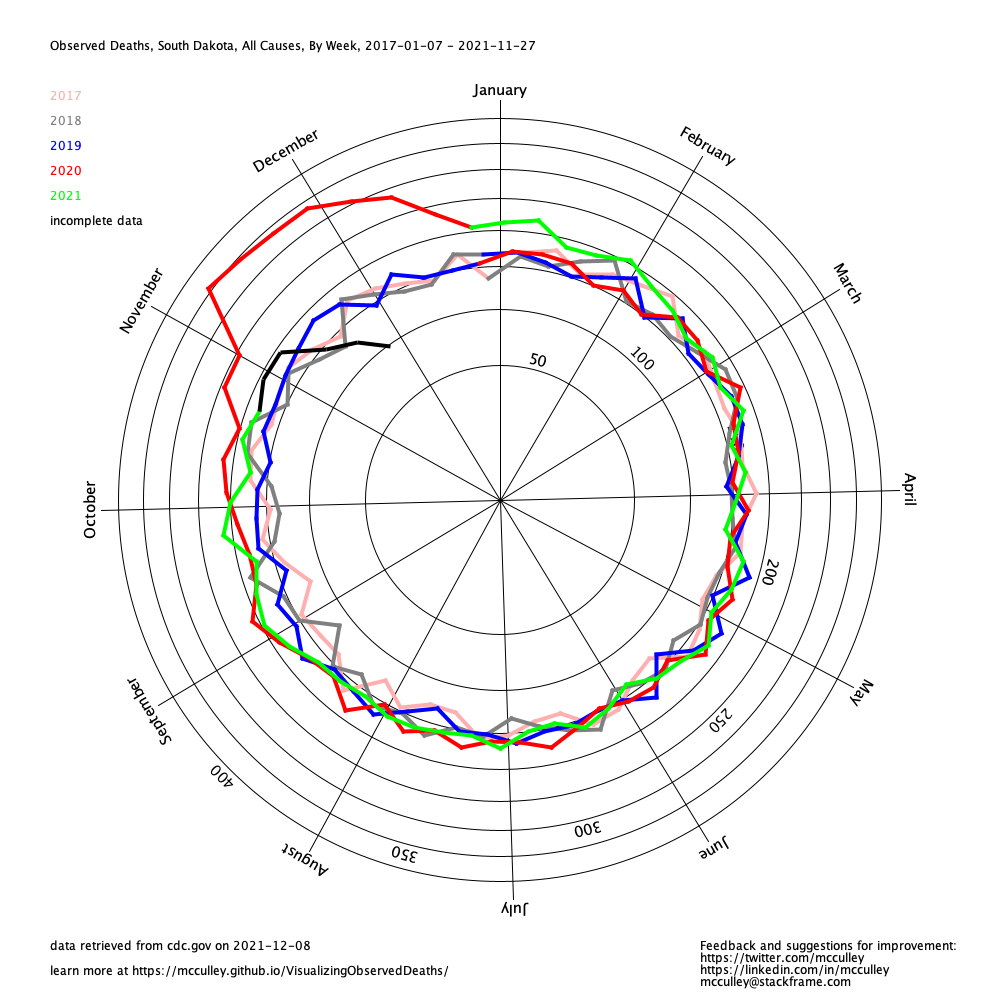 Observed Deaths, South Dakota, All Causes, By Week, 2017-01-07 - 2021-11-27
January
2017
2018
2019
2020
2021
incomplete data
December
February
November
March
50
100
October
April
200
September
May
250
400
300
350
August
June
July
data retrieved from cdc.gov on 2021-12-08
learn more at https://mcculley.github.io/VisualizingObservedDeaths/
Feedback and suggestions for improvement:
https://twitter.com/mcculley
https://linkedin.com/in/mcculley
mcculley@stackframe.com